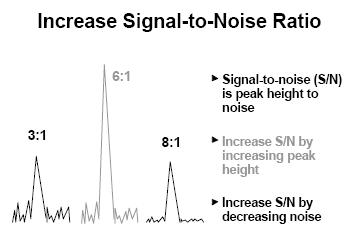 Increase Signal-to-Noise Ratio
6:1
3:1
8:1
► Signal-to-noise (S/N)
is peak height to
noise
► Increase S/N by
increasing peak
height
► Increase S/N by
decreasing noise